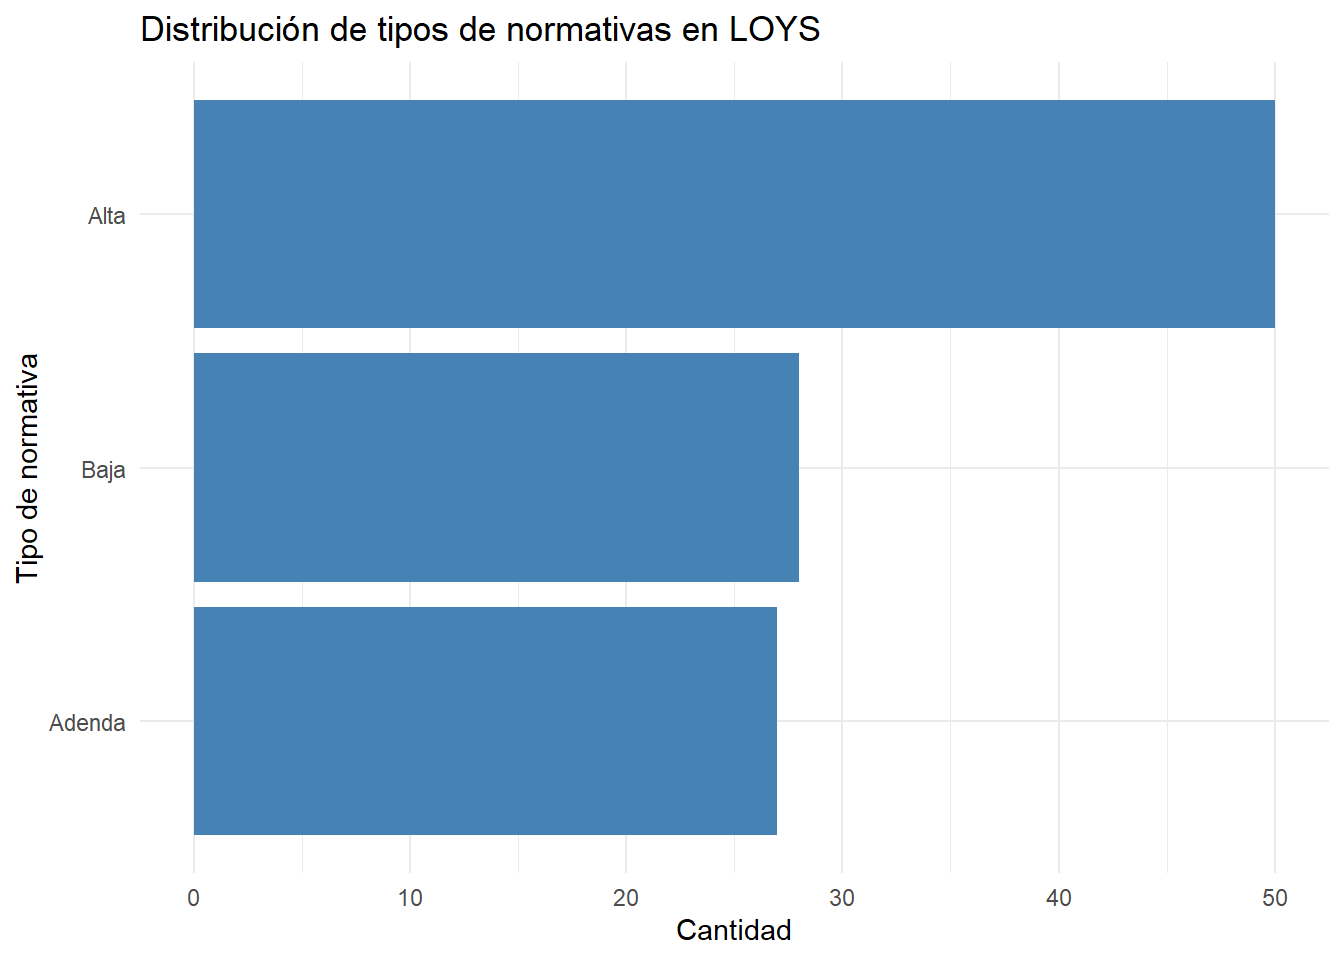 Distribución de tipos de normativas en LOYS
Tipo de normativa
Alta
Baja
Adenda
0 10 20 30 40 50
Cantidad